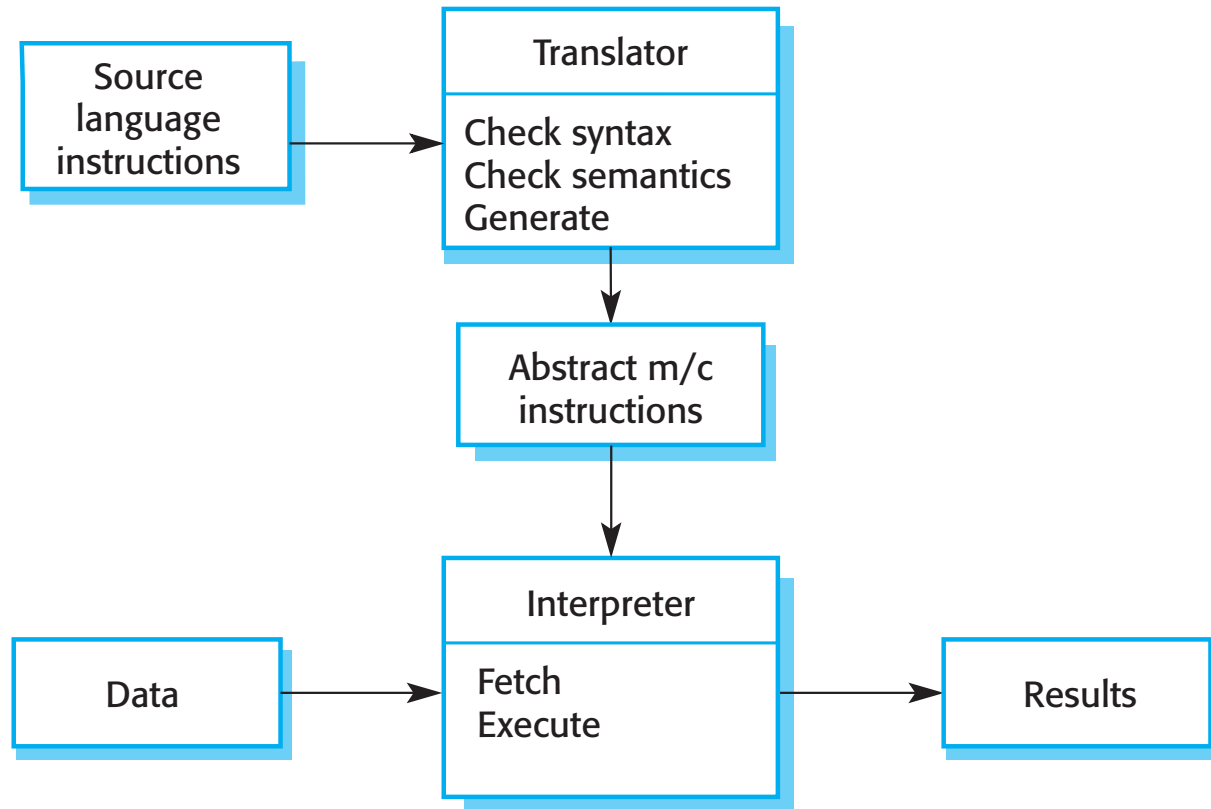 Source
language
instructions
Translator
Check syntax
Check semantics
Generate
Abstract m/c
instructions
Data
Interpreter
Fetch
Execute
Results